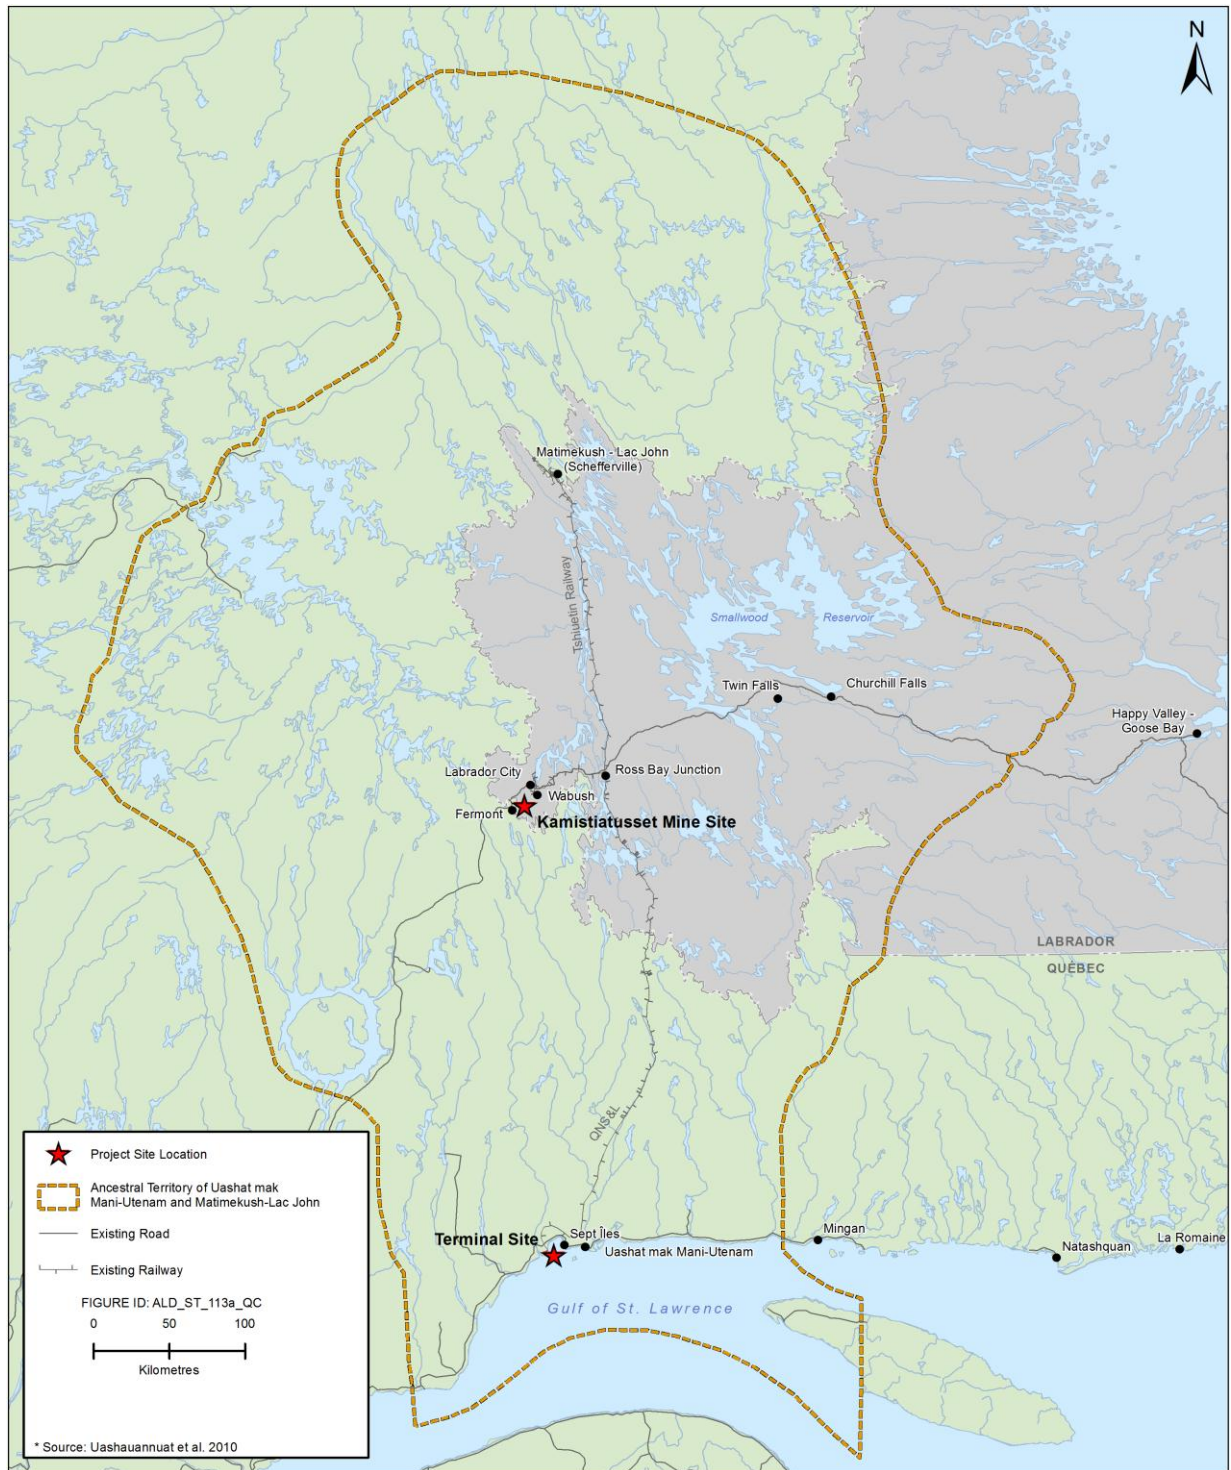 N
Matimekush - Lac John
(Schefferville)
Tshiuetin Railway
Smallwood Reservoir
Twin Falls
Churchill Falls
Happy Valley -
Goose Bay
Ross Bay Junction
Labrador City
Wabush
Fermont
Kamistiatusset Mine Site
LABRADOR
QUÉBEC
QNS&L
Terminal Site
Sept Îles
Uashat mak Mani-Utenam
Mingan
Natashquan
La Romaine
Gulf of St. Lawrence
Project Site Location
Ancestral Territory of Uashat mak
Mani-Utenam and Matimekush-Lac John
Existing Road
Existing Railway
FIGURE ID: ALD_ST_113a_QC
0 50 100
Kilometres
* Source: Uashauannuat et al. 2010